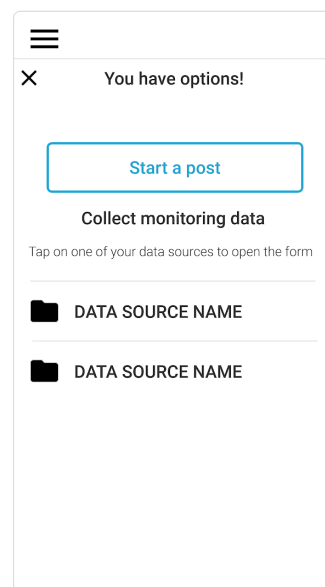 You have options!
Start a post
Collect monitoring data
Tap on one of your data sources to open the form
DATA SOURCE NAME
DATA SOURCE NAME